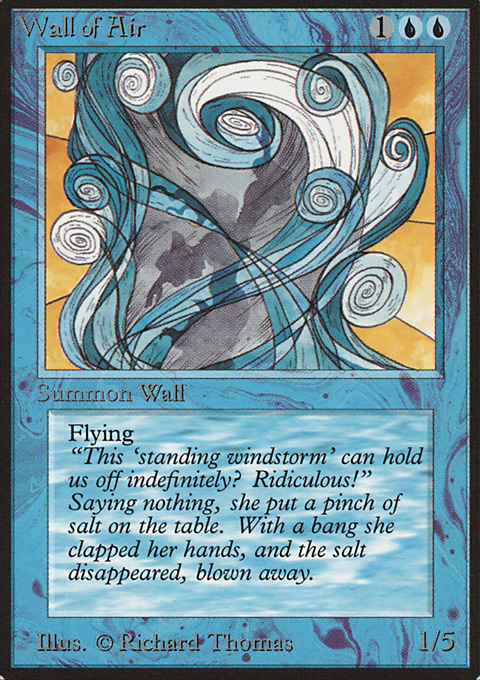 Wall of Air 1
Summon Wall
Flying
“This ‘standing windstorm’ can hold
us off indefinitely? Ridiculous!”
Saying nothing, she put a pinch of
salt on the table. With a bang she
clapped her hands, and the salt
disappeared, blown away.
Illus. © Richard Thomas 1/5